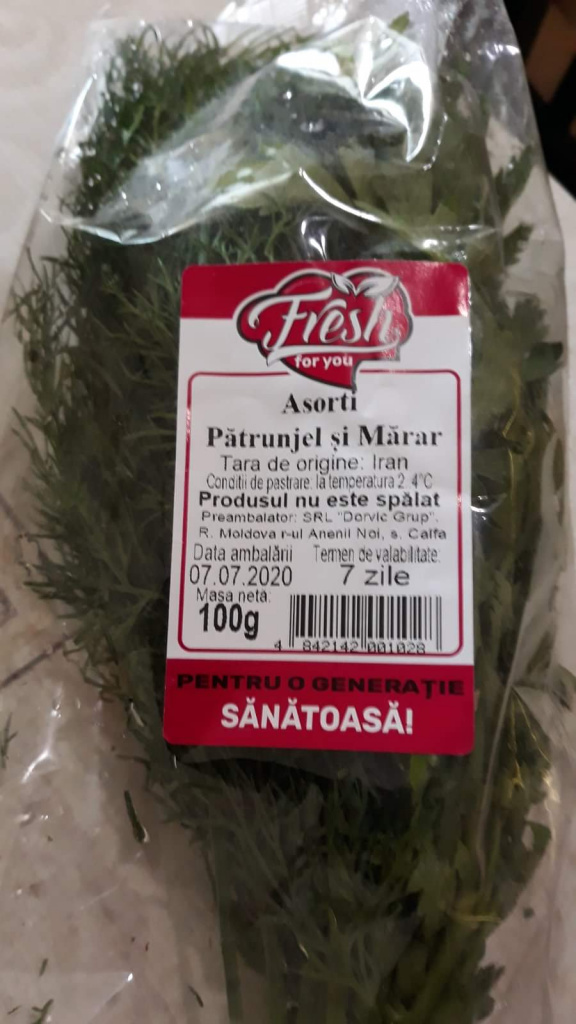 Fresh
for you
Asorti
Pătrunjel și Mărar
Tara de origine: Iran
Conditii de pastrare: la temperatura 2 4°C
Produsul nu este spălat
Preambalator: SRL "Dorvic Grup".
R. Moldova r-ul Anenii Noi, s. Calfa
Data ambalării Termen de valabilitate:
07.07.2020 7 zile
Masa netă:
100g
4 842142 001028
PENTRU O GENERAȚIE
SĂNĂTOASĂ!